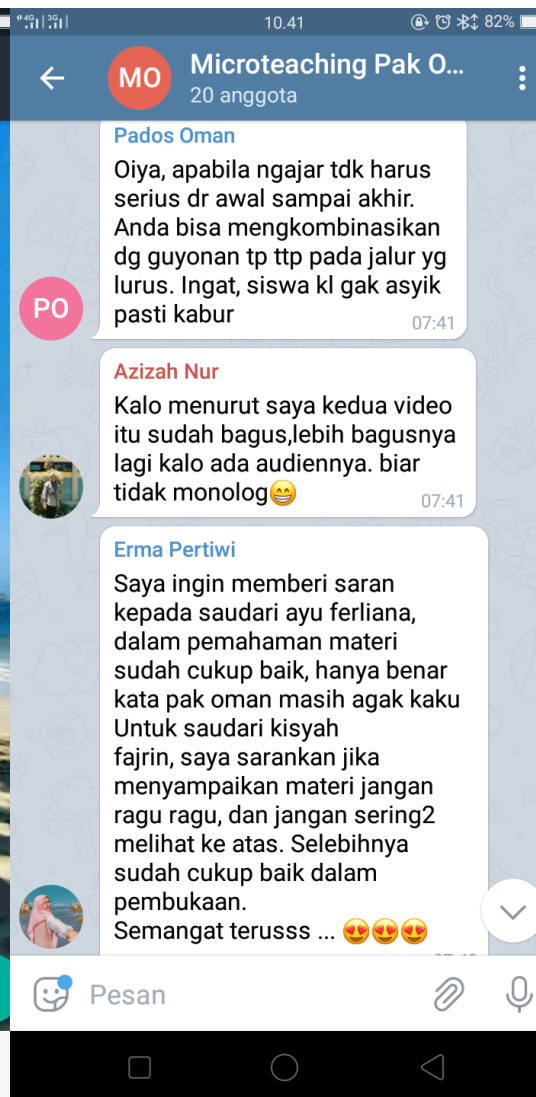 4G 3G 10.41 82%
MO Microteaching Pak O...
20 anggota
Pados Oman
Oiya, apabila ngajar tdk harus
serius dr awal sampai akhir.
Anda bisa mengkombinasikan
dg guyonan tp ttp pada jalur yg
lurus. Ingat, siswa kl gak asyik
pasti kabur
07:41
PO
Azizah Nur
Kalo menurut saya kedua video
itu sudah bagus,lebih bagusnya
lagi kalo ada audiennya. biar
tidak monolog😁
07:41
Erma Pertiwi
Saya ingin memberi saran
kepada saudari ayu ferliana,
dalam pemahaman materi
sudah cukup baik, hanya benar
kata pak oman masih agak kaku
Untuk saudari kisyah
fajrin, saya sarankan jika
menyampaikan materi jangan
ragu ragu, dan jangan sering2
melihat ke atas. Selebihnya
sudah cukup baik dalam
pembukaan.
Semangat terusss ... 😍😍😍
Pesan